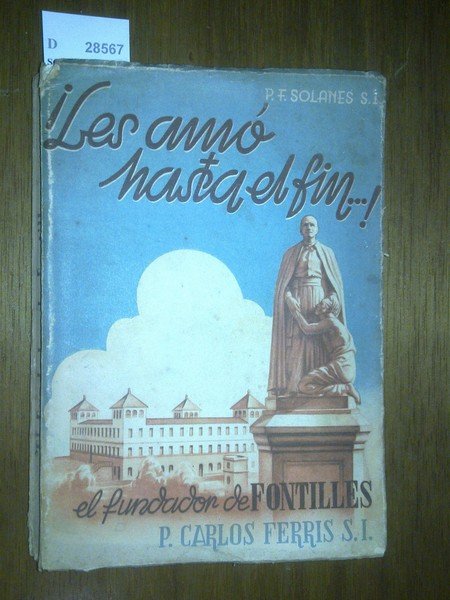 D 28567
P. F. SOLANES S.I.
¡Les amó
hasta el fin...!
el fundador de FONTILLES
P. CARLOS FERRIS S.I.